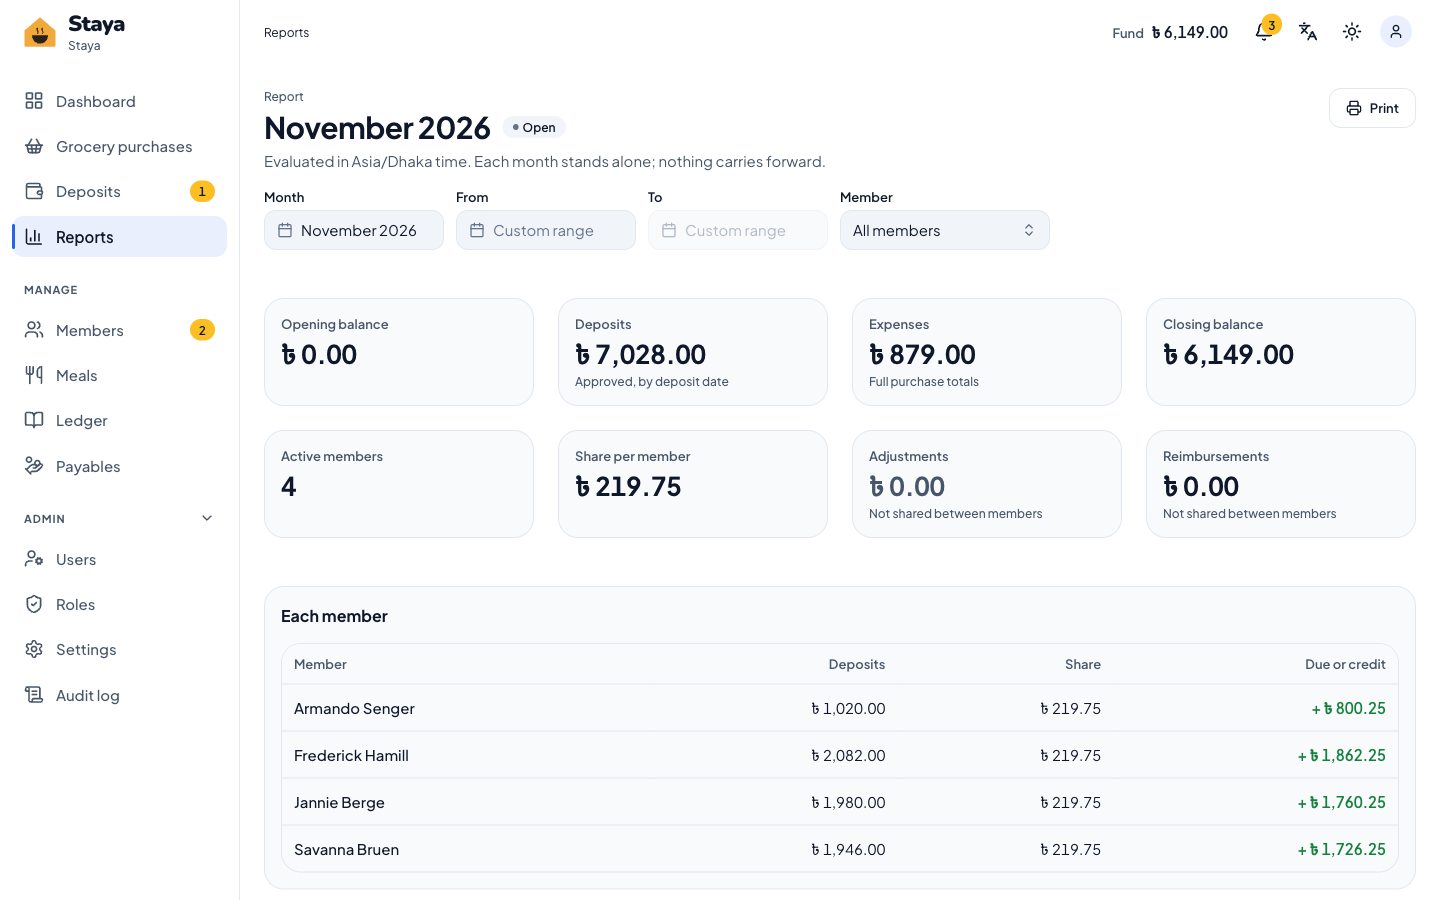 Staya
Staya
Dashboard
Grocery purchases
Deposits 1
Reports
MANAGE
Members 2
Meals
Ledger
Payables
ADMIN
Users
Roles
Settings
Audit log
Reports
Fund ৳ 6,149.00
3
Report
November 2026 Open
Print
Evaluated in Asia/Dhaka time. Each month stands alone; nothing carries forward.
Month From To Member
November 2026 Custom range Custom range All members
Opening balance
৳ 0.00
Deposits
৳ 7,028.00
Approved, by deposit date
Expenses
৳ 879.00
Full purchase totals
Closing balance
৳ 6,149.00
Active members
4
Share per member
৳ 219.75
Adjustments
৳ 0.00
Not shared between members
Reimbursements
৳ 0.00
Not shared between members
Each member
Member Deposits Share Due or credit
Armando Senger ৳ 1,020.00 ৳ 219.75 + ৳ 800.25
Frederick Hamill ৳ 2,082.00 ৳ 219.75 + ৳ 1,862.25
Jannie Berge ৳ 1,980.00 ৳ 219.75 + ৳ 1,760.25
Savanna Bruen ৳ 1,946.00 ৳ 219.75 + ৳ 1,726.25